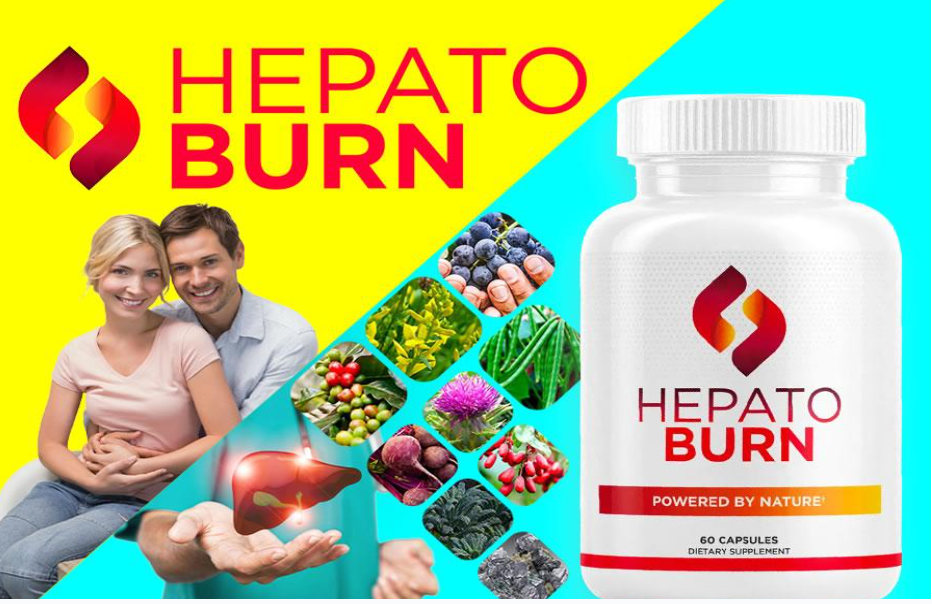 HEPATO
BURN
HEPATO
BURN
POWERED BY NATURE†
60 CAPSULES
DIETARY SUPPLEMENT